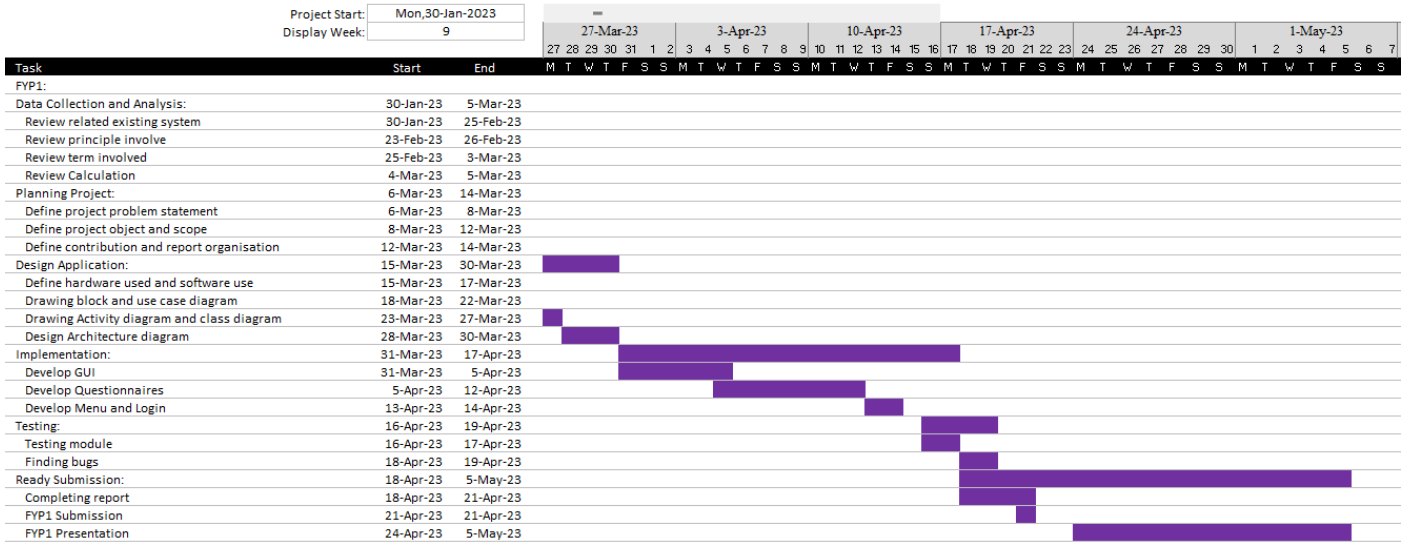 Project Start: Mon,30-Jan-2023
Display Week: 9
27-Mar-23 3-Apr-23 10-Apr-23 17-Apr-23 24-Apr-23 1-May-23
27 28 29 30 31 1 2 3 4 5 6 7 8 9 10 11 12 13 14 15 16 17 18 19 20 21 22 23 24 25 26 27 28 29 30 1 2 3 4 5 6 7
Task Start End M T W T F S S M T W T F S S M T W T F S S M T W T F S S M T W T F S S M T W T F S S
FYP1:
Data Collection and Analysis: 30-Jan-23 5-Mar-23
Review related existing system 30-Jan-23 25-Feb-23
Review principle involve 23-Feb-23 26-Feb-23
Review term involved 25-Feb-23 3-Mar-23
Review Calculation 4-Mar-23 5-Mar-23
Planning Project: 6-Mar-23 14-Mar-23
Define project problem statement 6-Mar-23 8-Mar-23
Define project object and scope 8-Mar-23 12-Mar-23
Define contribution and report organisation 12-Mar-23 14-Mar-23
Design Application: 15-Mar-23 30-Mar-23
Define hardware used and software use 15-Mar-23 17-Mar-23
Drawing block and use case diagram 18-Mar-23 22-Mar-23
Drawing Activity diagram and class diagram 23-Mar-23 27-Mar-23
Design Architecture diagram 28-Mar-23 30-Mar-23
Implementation: 31-Mar-23 17-Apr-23
Develop GUI 31-Mar-23 5-Apr-23
Develop Questionnaires 5-Apr-23 12-Apr-23
Develop Menu and Login 13-Apr-23 14-Apr-23
Testing: 16-Apr-23 19-Apr-23
Testing module 16-Apr-23 17-Apr-23
Finding bugs 18-Apr-23 19-Apr-23
Ready Submission: 18-Apr-23 5-May-23
Completing report 18-Apr-23 21-Apr-23
FYP1 Submission 21-Apr-23 21-Apr-23
FYP1 Presentation 24-Apr-23 5-May-23